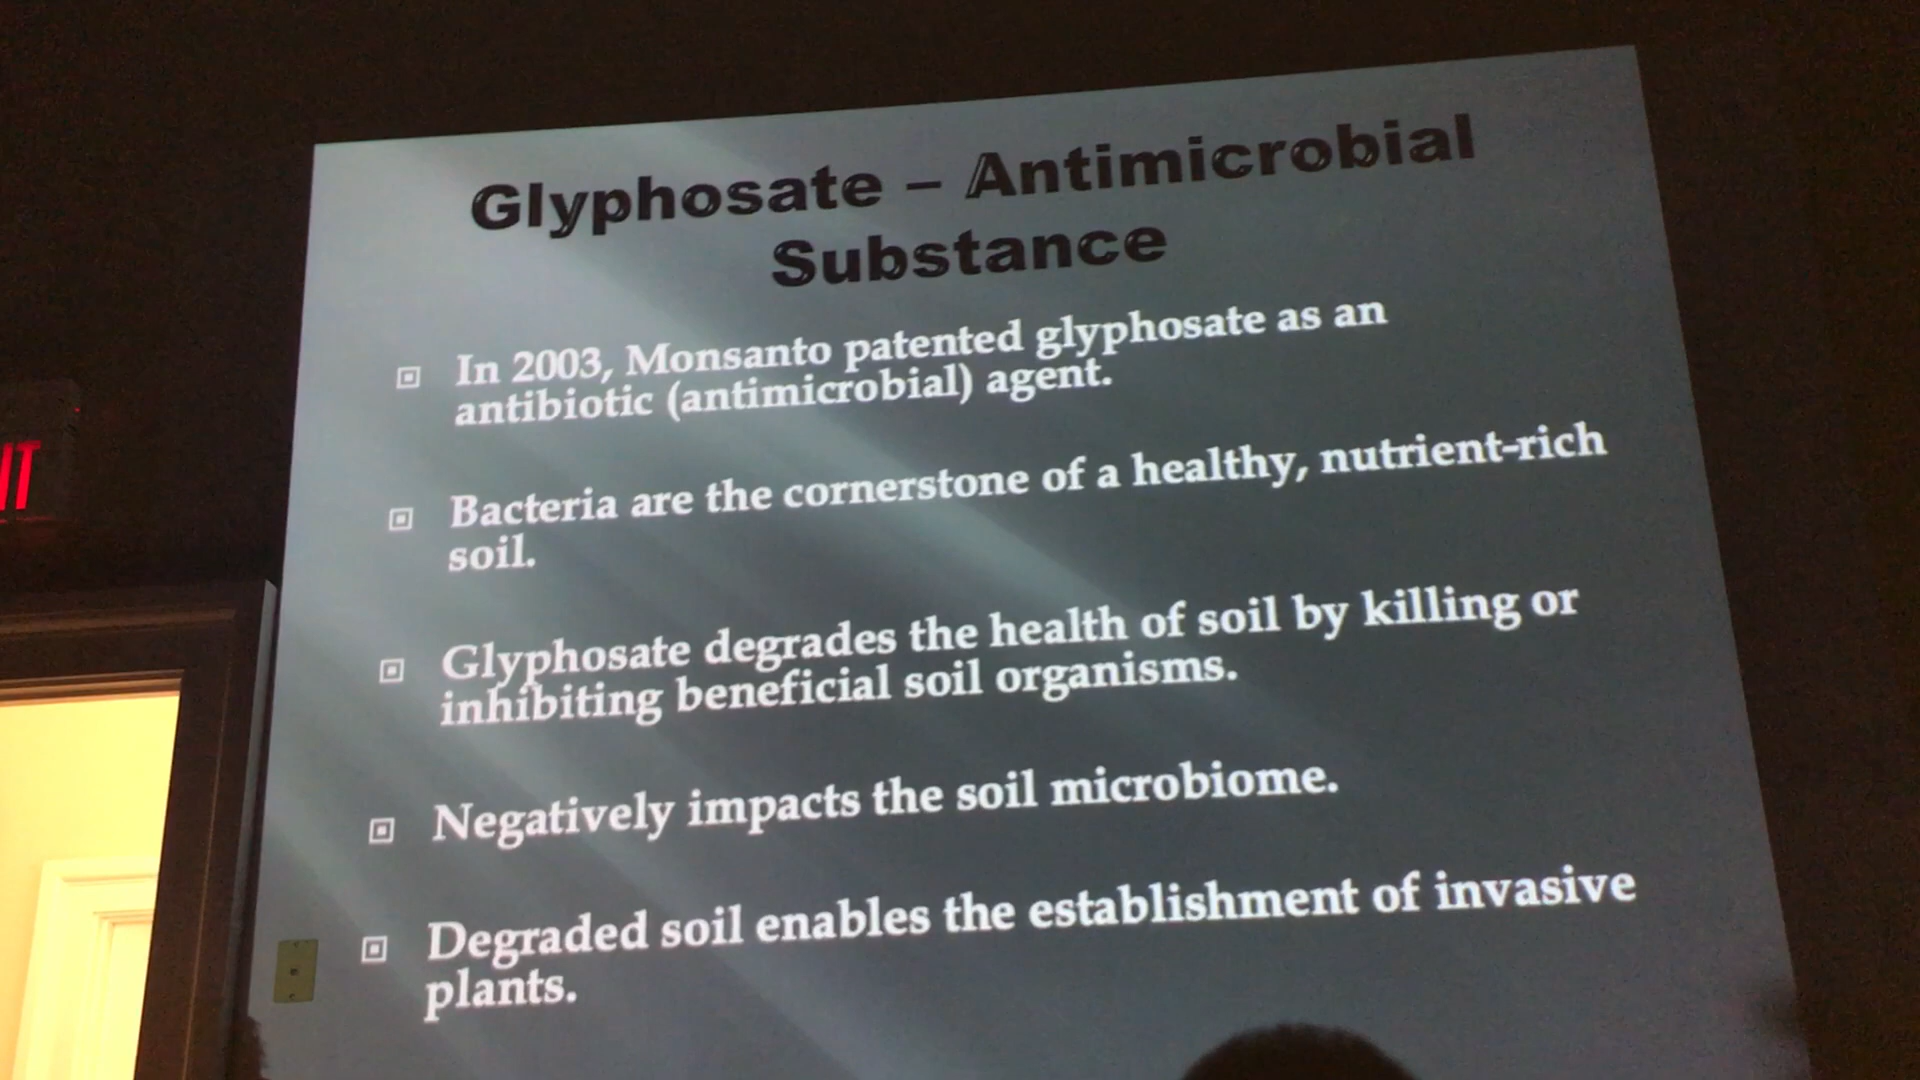 Glyphosate – Antimicrobial
Substance
In 2003, Monsanto patented glyphosate as an
antibiotic (antimicrobial) agent.
Bacteria are the cornerstone of a healthy, nutrient-rich
soil.
Glyphosate degrades the health of soil by killing or
inhibiting beneficial soil organisms.
Negatively impacts the soil microbiome.
Degraded soil enables the establishment of invasive
plants.
IT